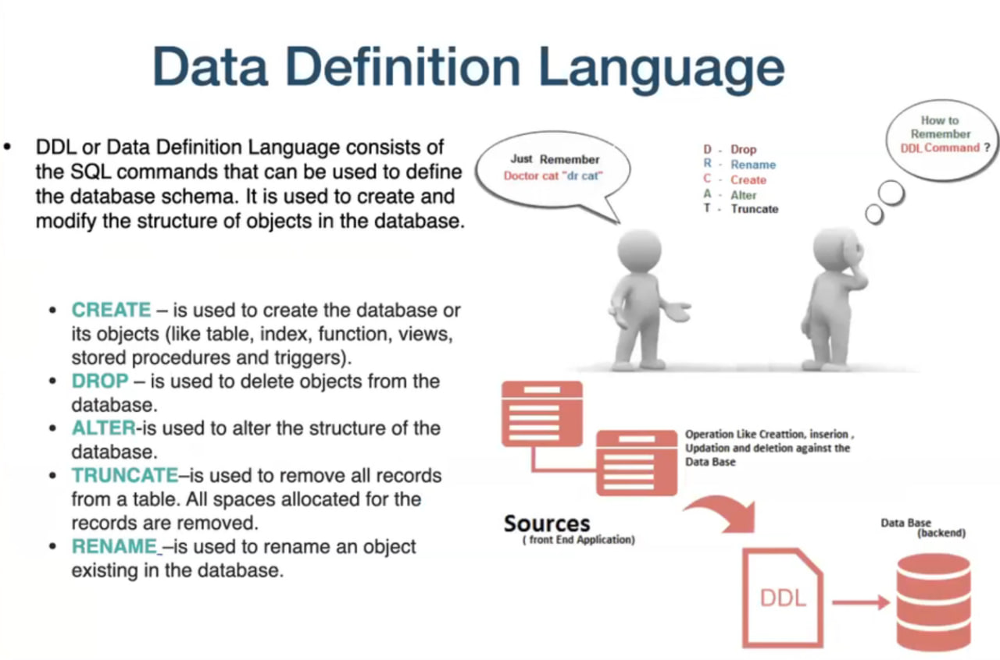 Data Definition Language
• DDL or Data Definition Language consists of
the SQL commands that can be used to define
the database schema. It is used to create and
modify the structure of objects in the database.
• CREATE – is used to create the database or
its objects (like table, index, function, views,
stored procedures and triggers).
• DROP – is used to delete objects from the
database.
• ALTER-is used to alter the structure of the
database.
• TRUNCATE–is used to remove all records
from a table. All spaces allocated for the
records are removed.
• RENAME –is used to rename an object
existing in the database.
Just Remember
Doctor cat "dr cat"
D - Drop
R - Rename
C - Create
A - Alter
T - Truncate
How to
Remember
DDL Command ?
Operation Like Creattion, inserion ,
Updation and deletion against the
Data Base
Sources
( front End Application)
DDL
Data Base
(backend)